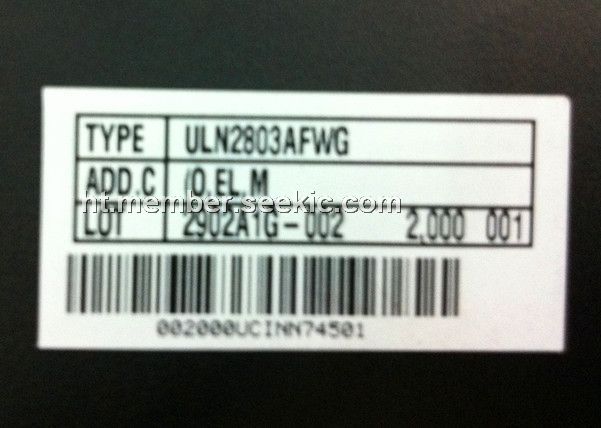 TYPE ULN2803AFWG
ADD.C (O,EL,M
ht.member.seekic.com
LOT 2902A1G-002 2,000 001
002000UCINN74501